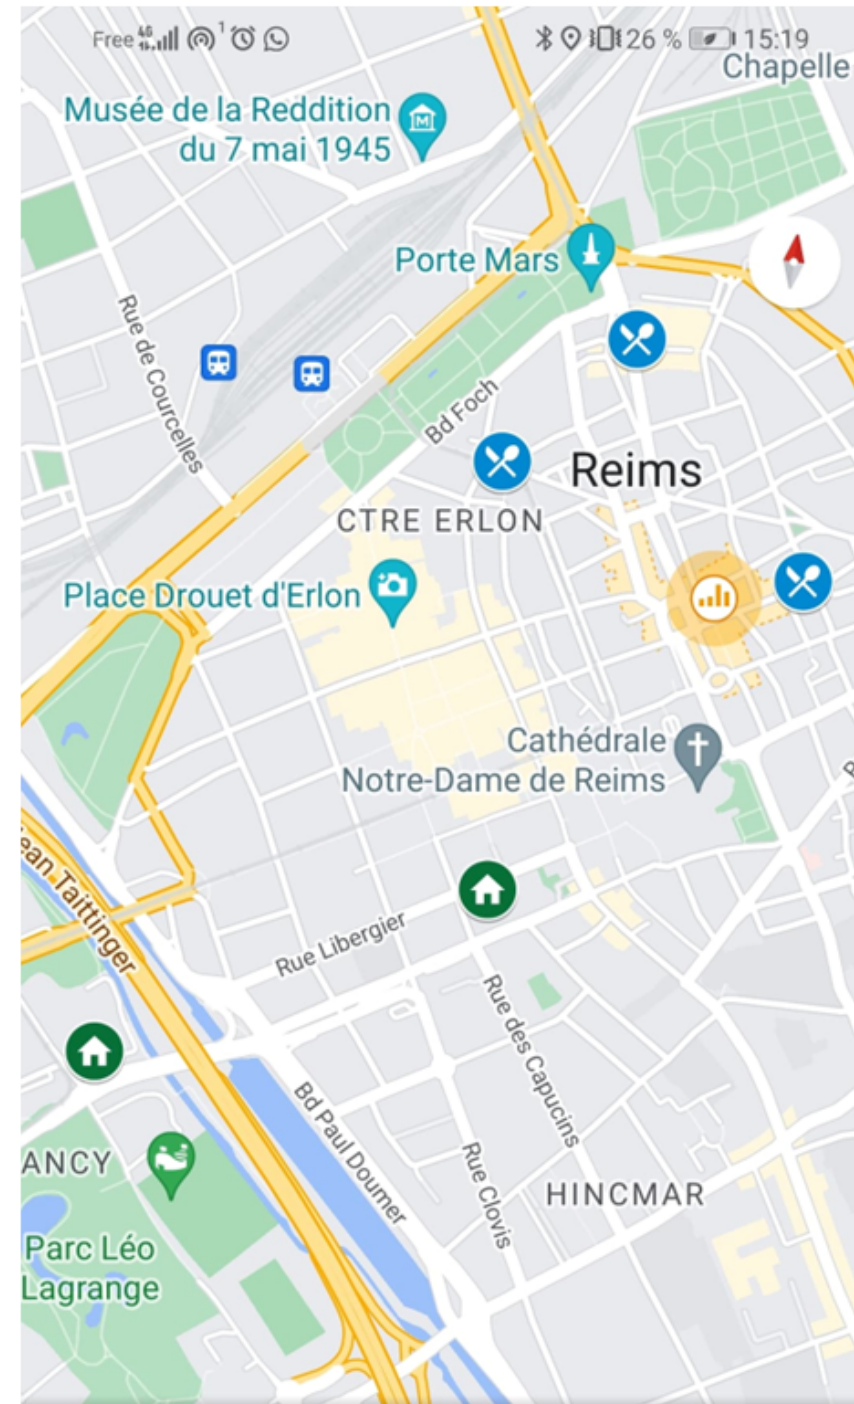 Free 4G 1
26 % 15:19
Chapelle
Musée de la Reddition
du 7 mai 1945
Porte Mars
Rue de Courcelles
Bd Foch
Reims
CTRE ERLON
Place Drouet d'Erlon
Cathédrale
Notre-Dame de Reims
ean Taittinger
Rue Libergier
Rue des Capucins
Bd Paul Doumer
Rue Clovis
ANCY
HINCMAR
Parc Léo
Lagrange